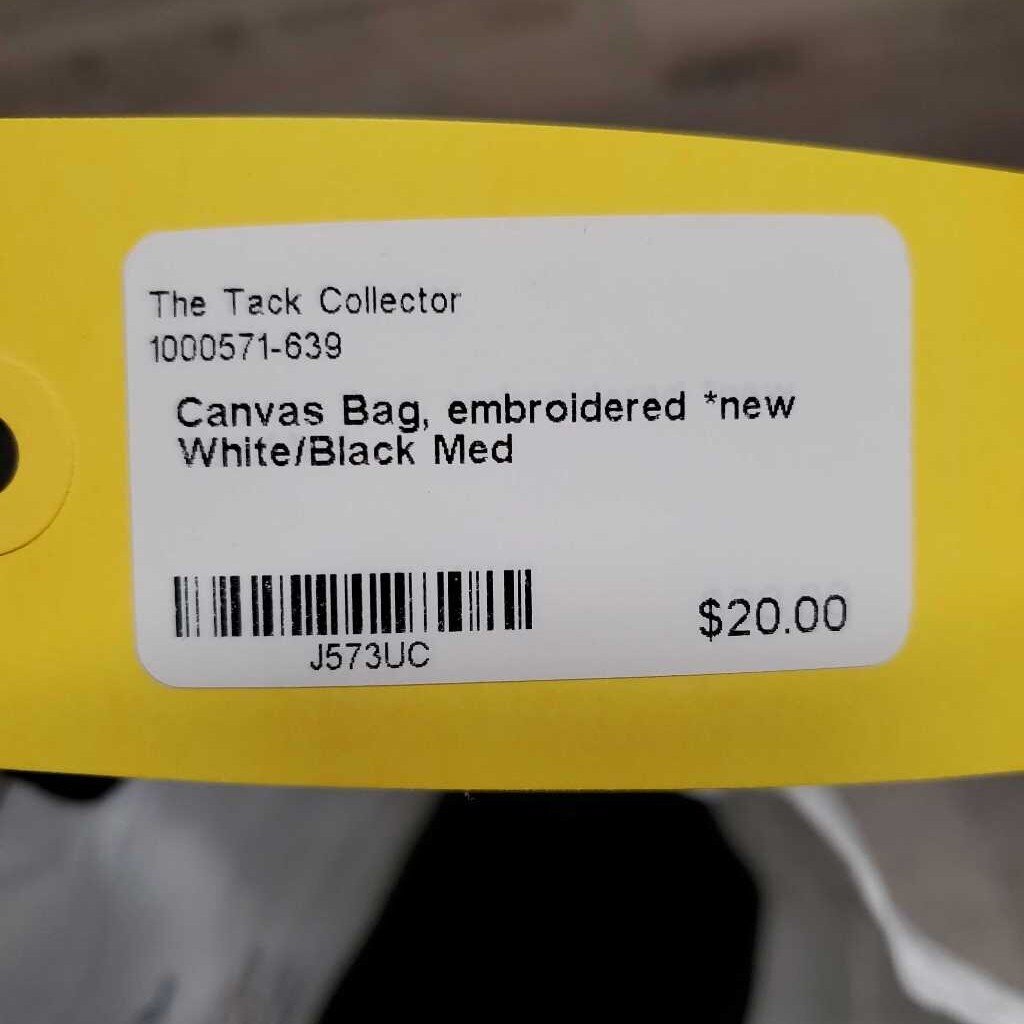 The Tack Collector
1000571-639
Canvas Bag, embroidered *new
White/Black Med
J573UC
$20.00